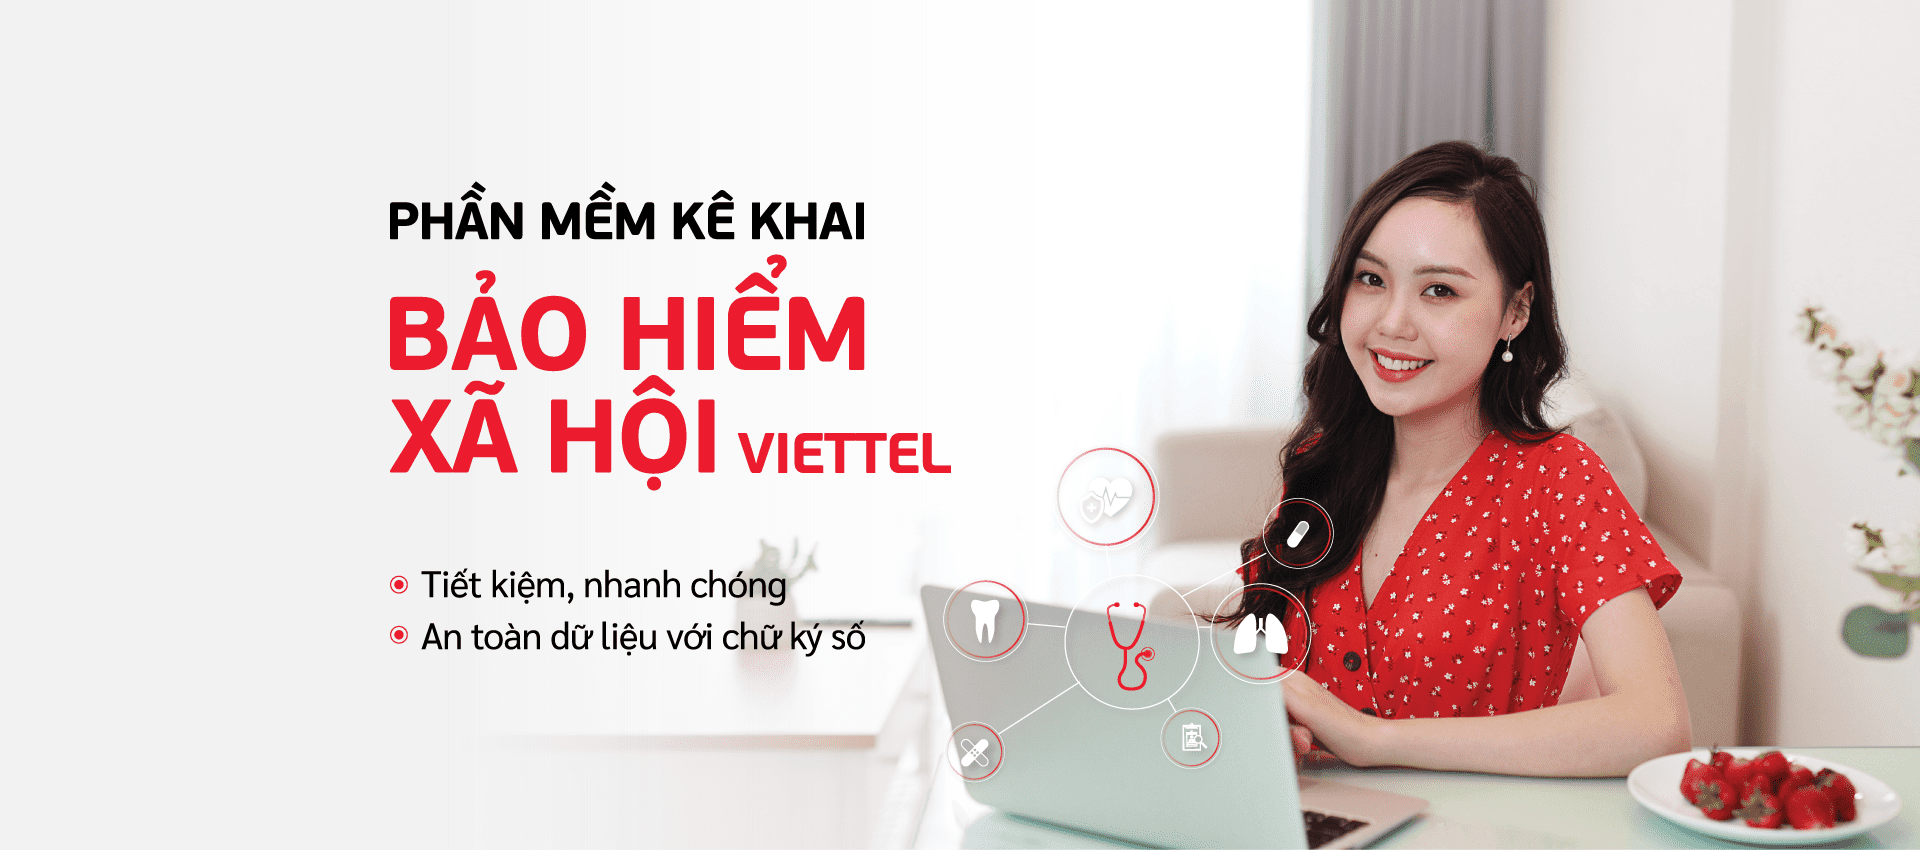 PHẦN MỀM KÊ KHAI
BẢO HIỂM
XÃ HỘI VIETTEL
Tiết kiệm, nhanh chóng
An toàn dữ liệu với chữ ký số